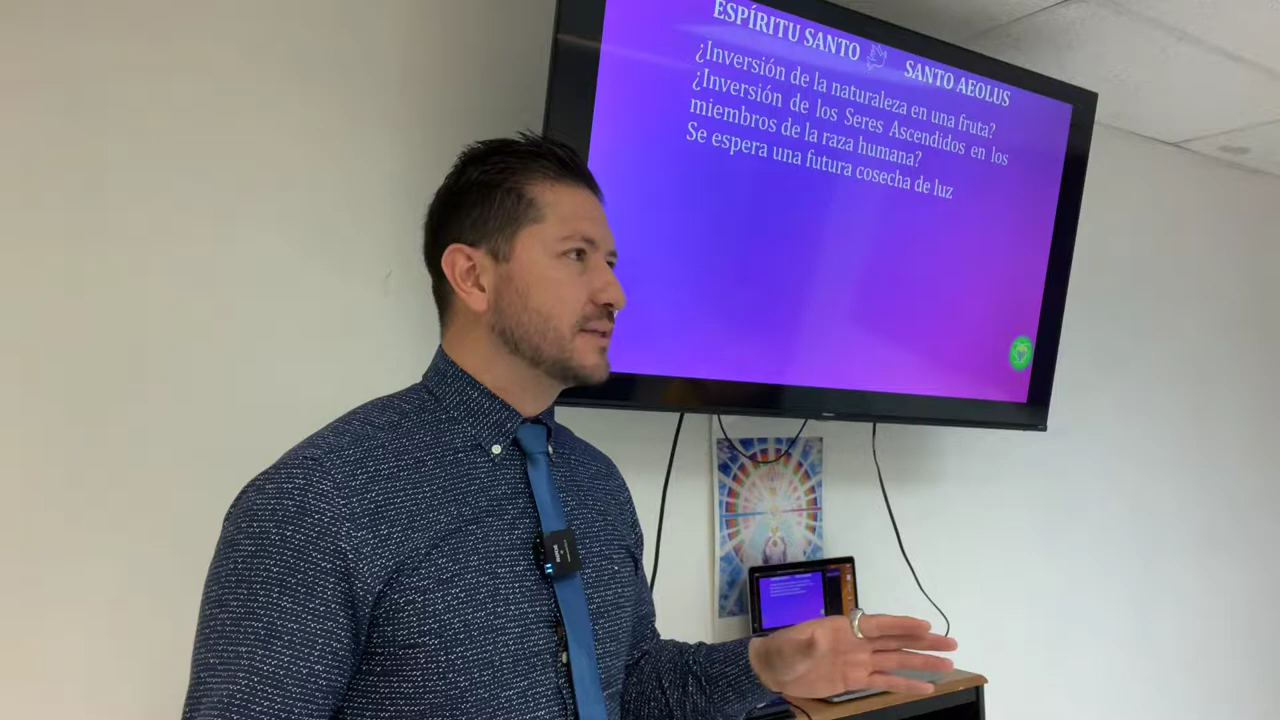 ESPÍRITU SANTO SANTO AEOLUS
¿Inversión de la naturaleza en una fruta?
¿Inversión de los Seres Ascendidos en los
miembros de la raza humana?
Se espera una futura cosecha de luz